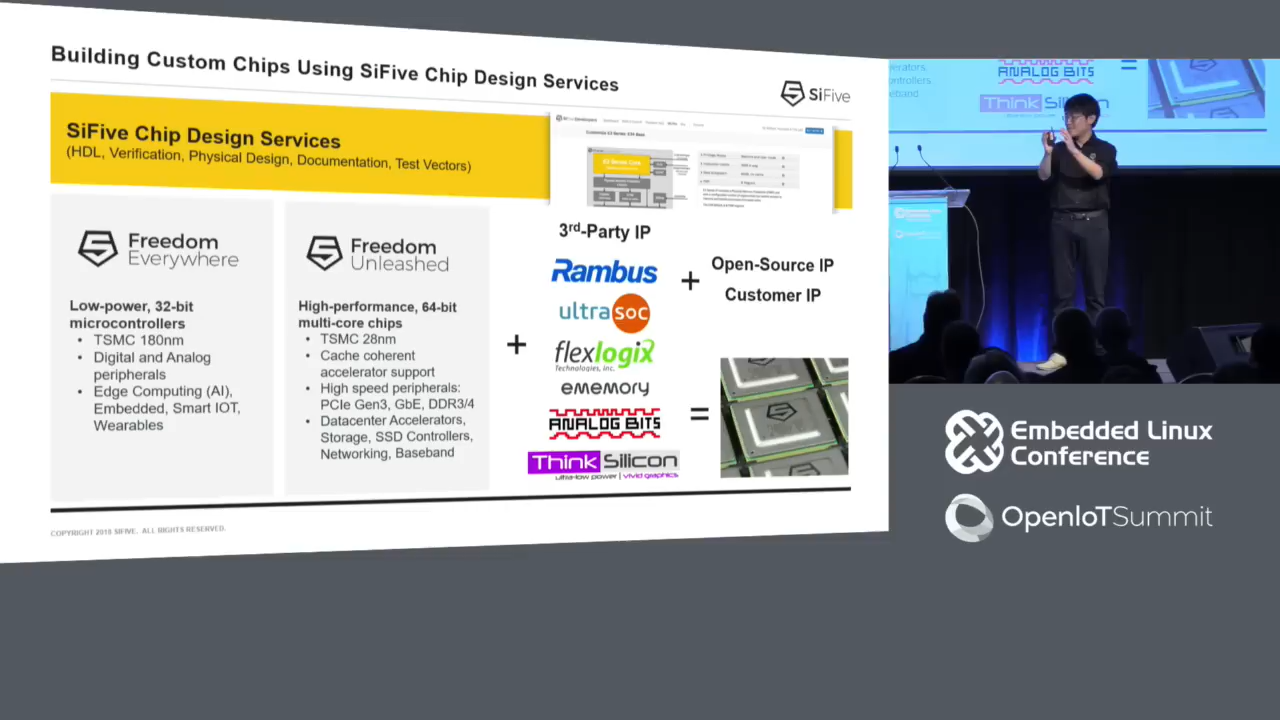 Building Custom Chips Using SiFive Chip Design Services
SiFive
SiFive Chip Design Services
(HDL, Verification, Physical Design, Documentation, Test Vectors)
Freedom
Everywhere
Low-power, 32-bit
microcontrollers
• TSMC 180nm
• Digital and Analog
peripherals
• Edge Computing (AI),
Embedded, Smart IOT,
Wearables
Freedom
Unleashed
High-performance, 64-bit
multi-core chips
• TSMC 28nm
• Cache coherent
accelerator support
• High speed peripherals:
PCIe Gen3, GbE, DDR3/4
• Datacenter Accelerators,
Storage, SSD Controllers,
Networking, Baseband
+
3rd-Party IP
Rambus
ultrasoc
flexlogix
Technologies, inc.
ememory
ANALOG BITS
Think Silicon
ultra-low power | vivid graphics
+
Open-Source IP
Customer IP
=
COPYRIGHT 2018 SIFIVE. ALL RIGHTS RESERVED.
ANALOG BITS
=
Think Silicon
Embedded Linux
Conference
OpenIoTSummit